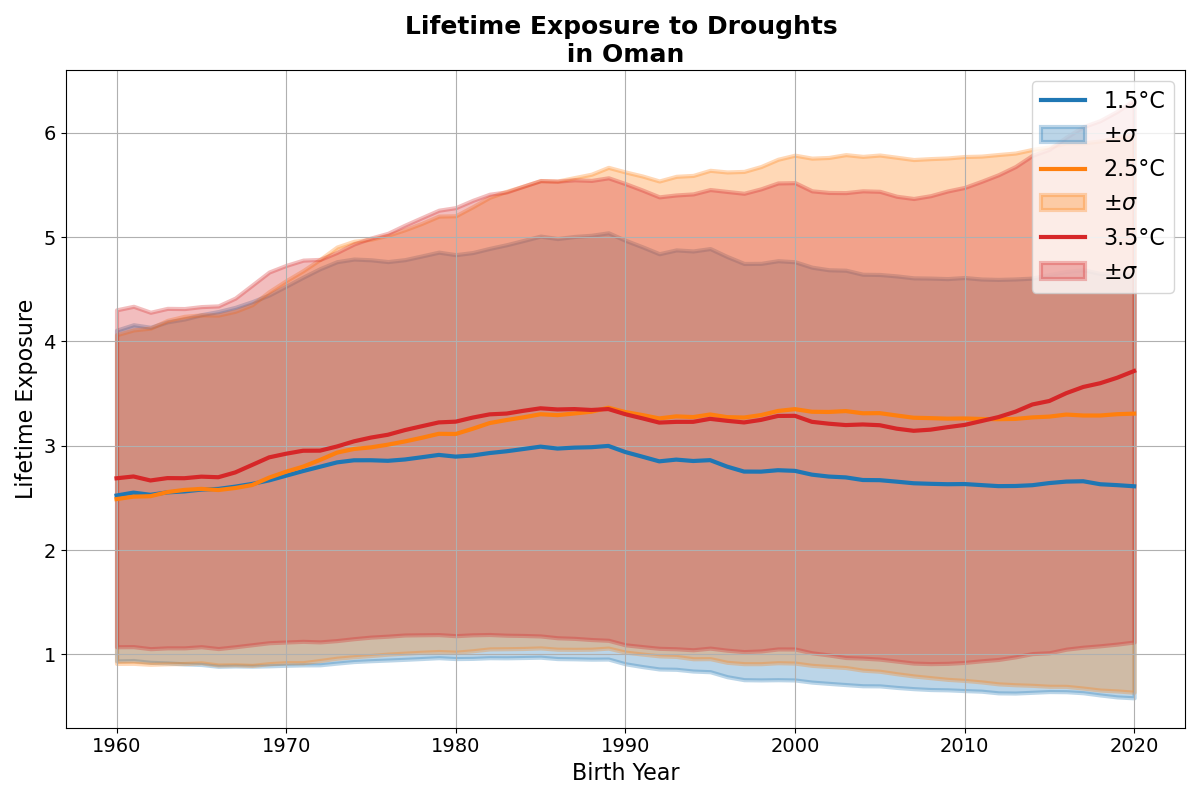 Lifetime Exposure to Droughts
in Oman
1.5°C
±σ
2.5°C
±σ
3.5°C
±σ
Lifetime Exposure
6
5
4
3
2
1
1960
1970
1980
1990
2000
2010
2020
Birth Year